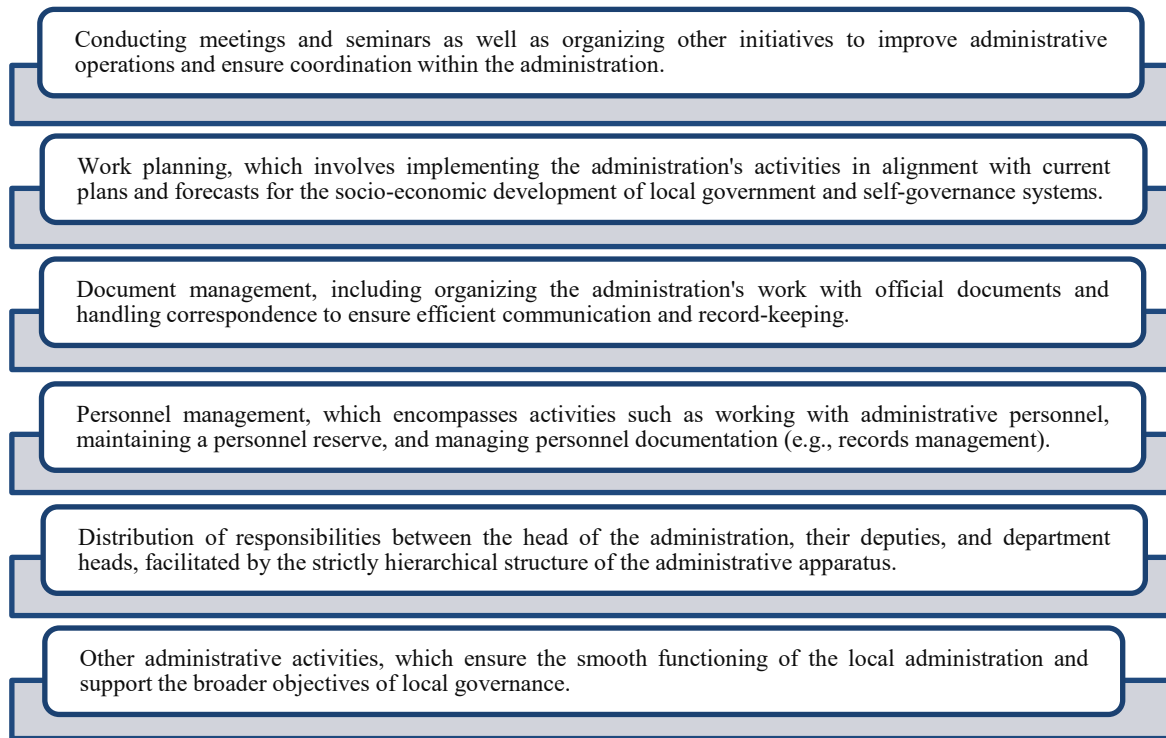 Conducting meetings and seminars as well as organizing other initiatives to improve administrative
operations and ensure coordination within the administration.
Work planning, which involves implementing the administration's activities in alignment with current
plans and forecasts for the socio-economic development of local government and self-governance systems.
Document management, including organizing the administration's work with official documents and
handling correspondence to ensure efficient communication and record-keeping.
Personnel management, which encompasses activities such as working with administrative personnel,
maintaining a personnel reserve, and managing personnel documentation (e.g., records management).
Distribution of responsibilities between the head of the administration, their deputies, and department
heads, facilitated by the strictly hierarchical structure of the administrative apparatus.
Other administrative activities, which ensure the smooth functioning of the local administration and
support the broader objectives of local governance.